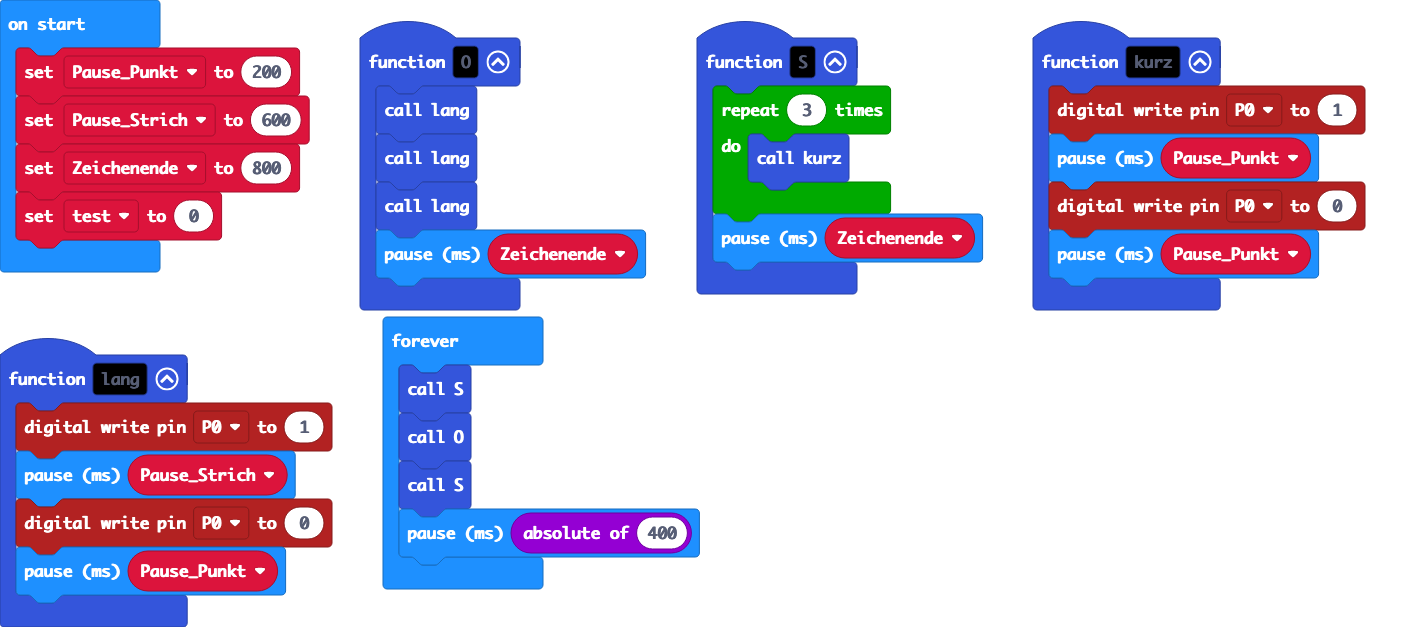 on start
set Pause_Punkt to 200
set Pause_Strich to 600
set Zeichenende to 800
set test to 0
function O
call lang
call lang
call lang
pause (ms) Zeichenende
function S
repeat 3 times
do call kurz
pause (ms) Zeichenende
function kurz
digital write pin P0 to 1
pause (ms) Pause_Punkt
digital write pin P0 to 0
pause (ms) Pause_Punkt
function lang
digital write pin P0 to 1
pause (ms) Pause_Strich
digital write pin P0 to 0
pause (ms) Pause_Punkt
forever
call S
call O
call S
pause (ms) absolute of 400